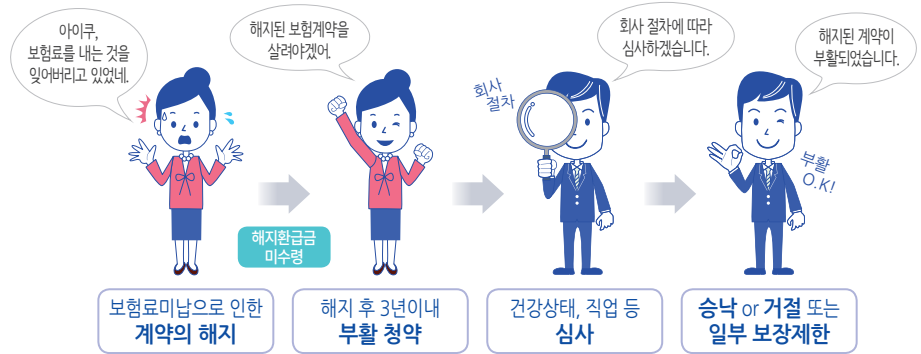 아이쿠,
보험료를 내는 것을
잊어버리고 있었네.
해지된 보험계약을
살려야겠어.
회사 절차에 따라
심사하겠습니다.
해지된 계약이
부활되었습니다.
회사
절차
부활
O.K!
해지환급금
미수령
보험료미납으로 인한
계약의 해지
해지 후 3년이내
부활 청약
건강상태, 직업 등
심사
승낙 or 거절 또는
일부 보장제한